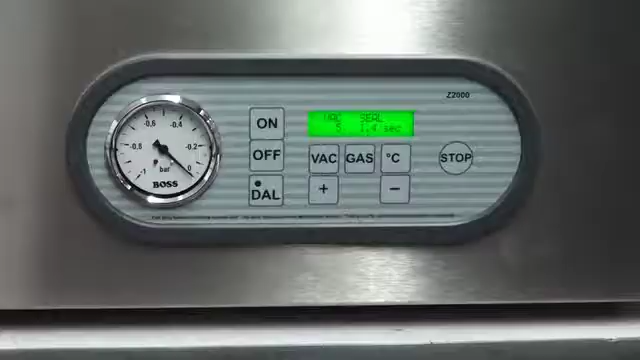 Z2000
-0,6 -0,4
-0,8 -0,2
-1 bar 0
BOSS
ON
OFF
DAL
VAC SEAL
5 1.4 sec
VAC GAS °C
+ −
STOP